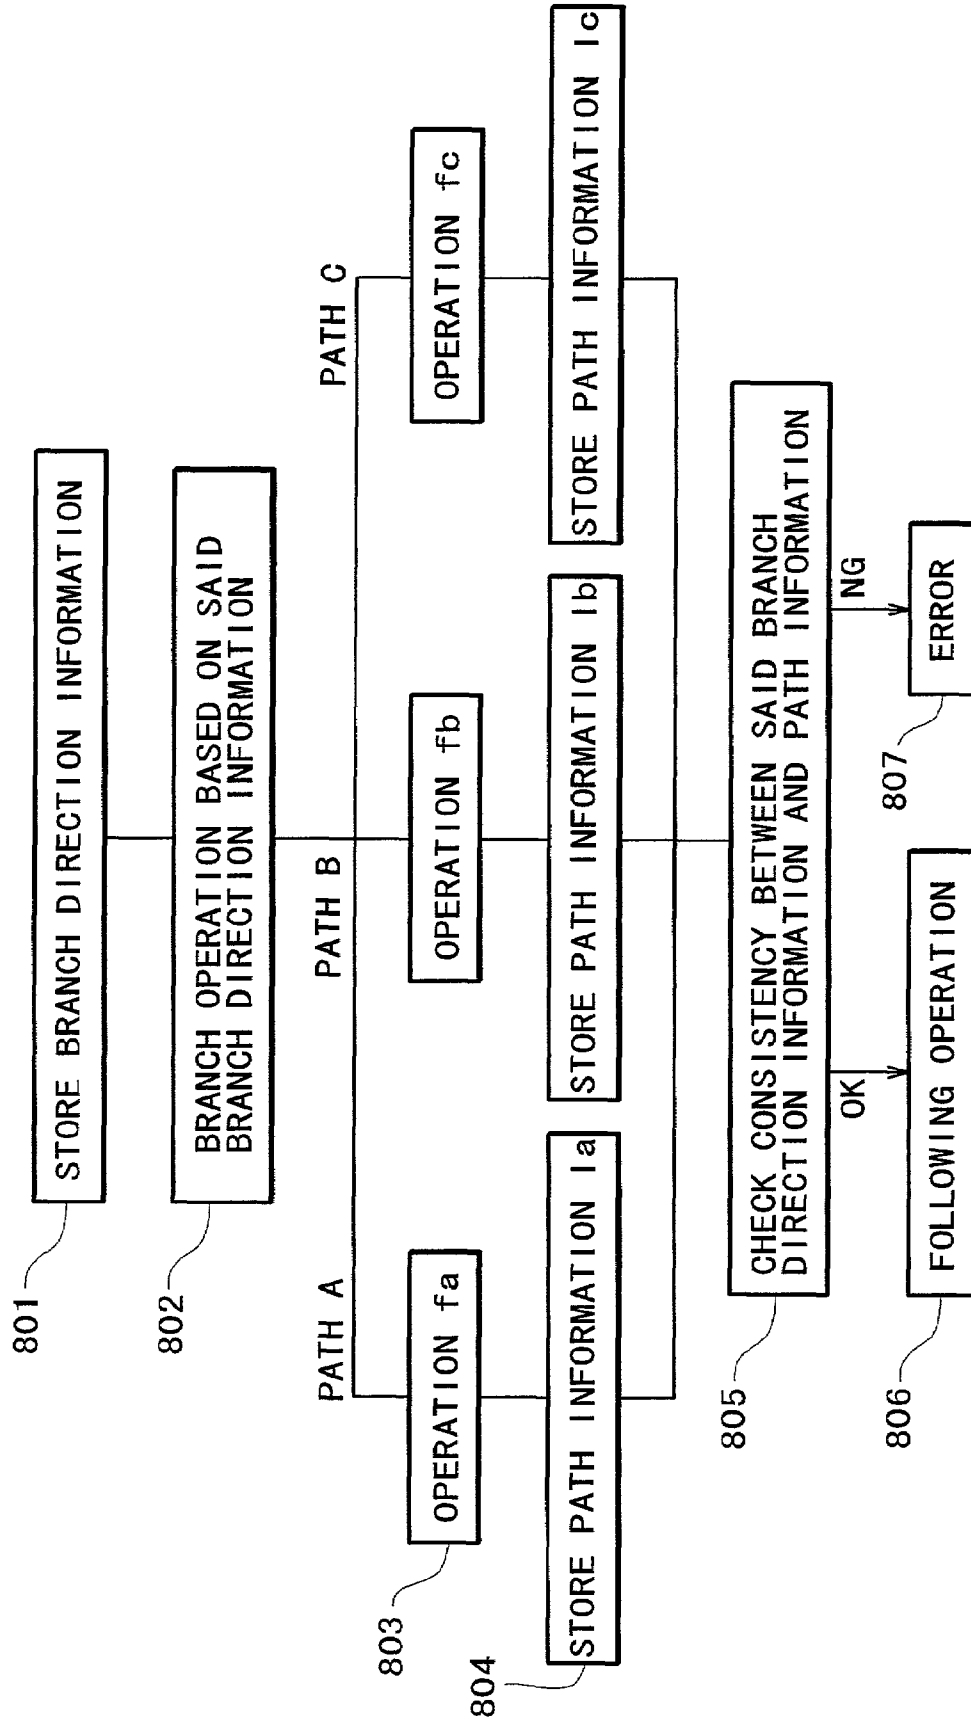 801
STORE BRANCH DIRECTION INFORMATION
802
BRANCH OPERATION BASED ON SAID
BRANCH DIRECTION INFORMATION
PATH A
PATH B
PATH C
803
OPERATION fa
OPERATION fb
OPERATION fc
804
STORE PATH INFORMATION Ia
STORE PATH INFORMATION Ib
STORE PATH INFORMATION Ic
805
CHECK CONSISTENCY BETWEEN SAID BRANCH
DIRECTION INFORMATION AND PATH INFORMATION
OK
NG
806
FOLLOWING OPERATION
807
ERROR